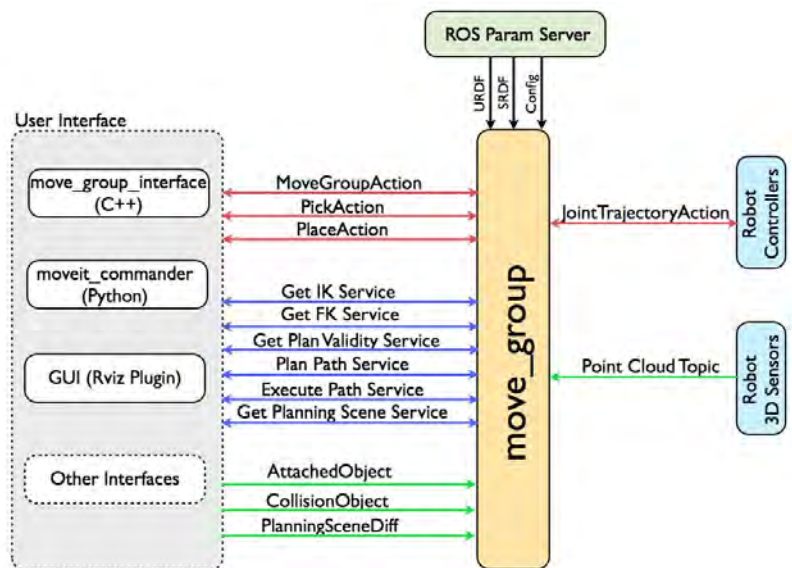 ROS Param Server
URDF
SRDF
Config
User Interface
move_group_interface
(C++)
moveit_commander
(Python)
GUI (Rviz Plugin)
Other Interfaces
MoveGroupAction
PickAction
PlaceAction
Get IK Service
Get FK Service
Get Plan Validity Service
Plan Path Service
Execute Path Service
Get Planning Scene Service
AttachedObject
CollisionObject
PlanningSceneDiff
move_group
JointTrajectoryAction
Point Cloud Topic
Robot
Controllers
Robot
3D Sensors